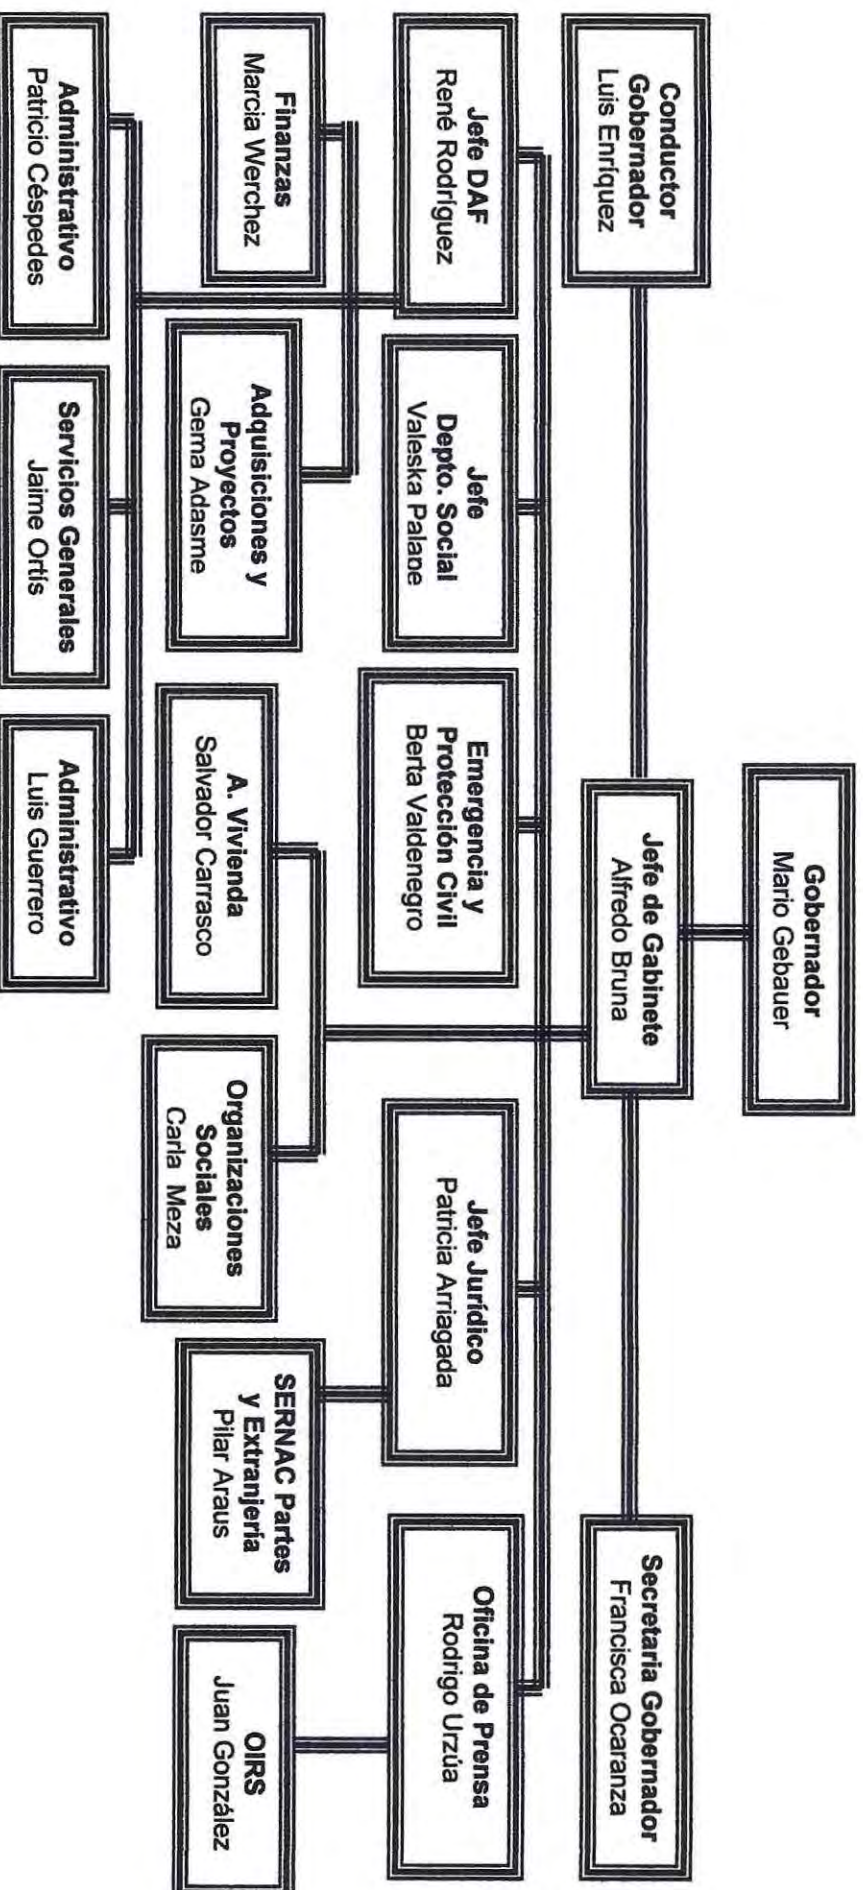 Gobernador
Mario Gebauer
Conductor
Gobernador
Luis Enríquez
Jefe de Gabinete
Alfredo Bruna
Secretaria Gobernador
Francisca Ocaranza
Jefe DAF
René Rodríguez
Jefe
Depto. Social
Valeska Palape
Emergencia y
Protección Civil
Berta Valdenegro
Jefe Jurídico
Patricia Arriagada
Oficina de Prensa
Rodrigo Urzúa
Finanzas
Marcia Werchez
Adquisiciones y
Proyectos
Gema Adasme
A. Vivienda
Salvador Carrasco
Organizaciones
Sociales
Carla Meza
SERNAC Partes
y Extranjería
Pilar Araus
OIRS
Juan González
Administrativo
Patricio Céspedes
Servicios Generales
Jaime Ortís
Administrativo
Luis Guerrero